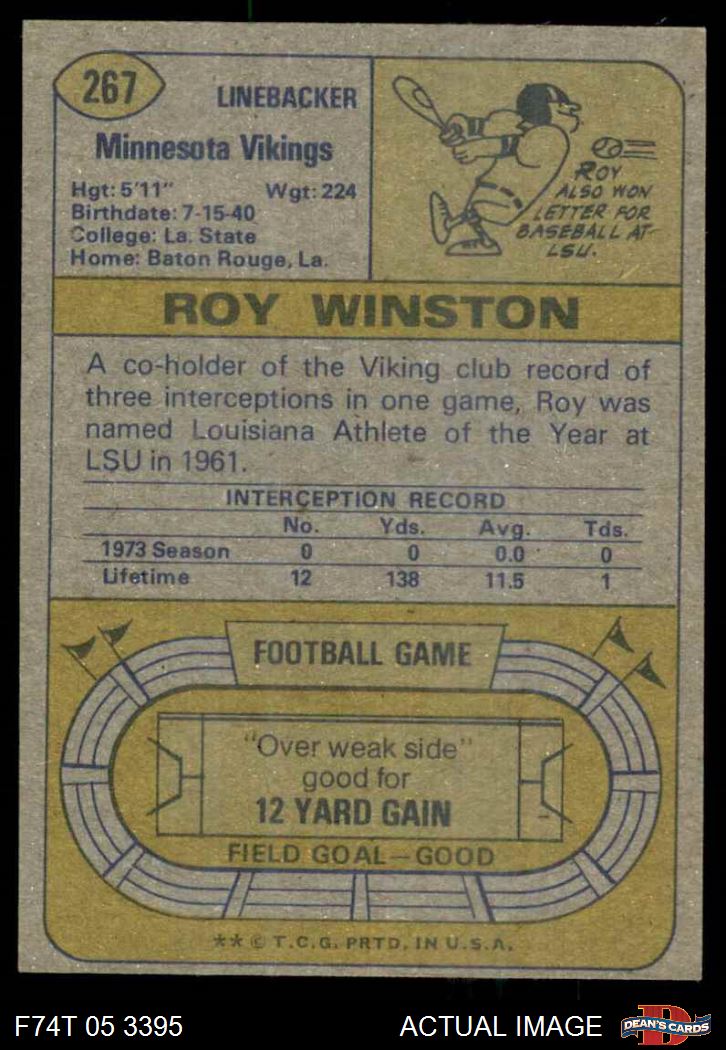 267
LINEBACKER
Minnesota Vikings
Hgt: 5'11" Wgt: 224
Birthdate: 7-15-40
College: La. State
Home: Baton Rouge, La.
ROY
ALSO WON
LETTER FOR
BASEBALL AT
LSU.
ROY WINSTON
A co-holder of the Viking club record of
three interceptions in one game, Roy was
named Louisiana Athlete of the Year at
LSU in 1961.
INTERCEPTION RECORD
No. Yds. Avg. Tds.
1973 Season 0 0 0.0 0
Lifetime 12 138 11.5 1
FOOTBALL GAME
"Over weak side"
good for
12 YARD GAIN
FIELD GOAL—GOOD
** © T.C.G. PRTD. IN U.S.A.
F74T 05 3395 ACTUAL IMAGE
D
DEAN'S CARDS